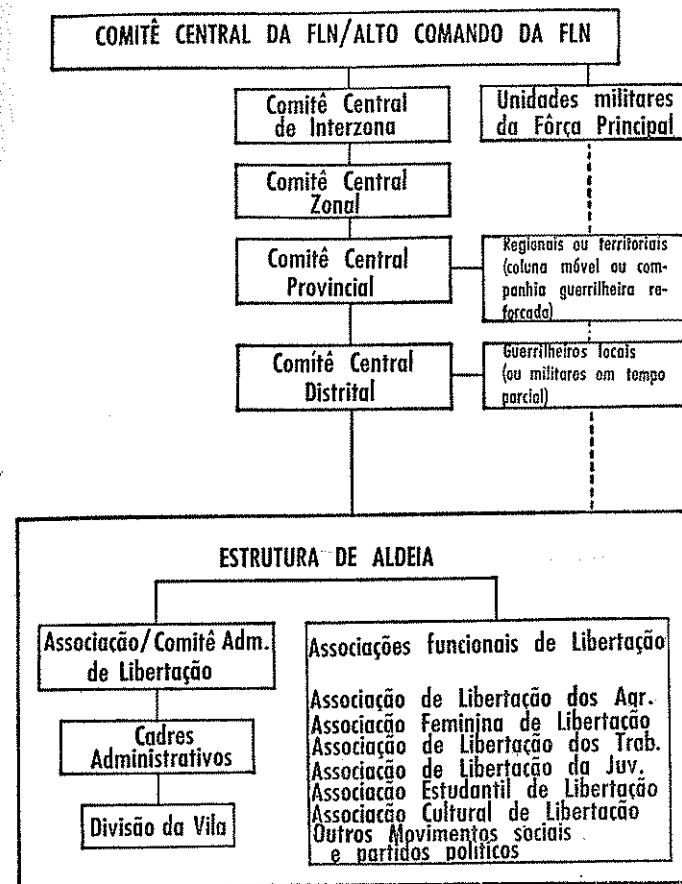 COMITÊ CENTRAL DA FLN/ALTO COMANDO DA FLN
Comitê Central
de Interzona
Unidades militares
da Fôrça Principal
Comitê Central
Zonal
Comitê Central
Provincial
Regionais ou territoriais
(coluna móvel ou com-
panhia guerrilheira re-
forçada)
Comitê Central
Distrital
Guerrilheiros locais
(ou militares em tempo
parcial)
ESTRUTURA DE ALDEIA
Associação/Comitê Adm.
de Libertação
Cadres
Administrativos
Divisão da Vila
Associações funcionais de Libertação
Associação de Libertação dos Agr.
Associação Feminina de Libertação
Associação de Libertação dos Trab.
Associação de Libertação da Juv.
Associação Estudantil de Libertação
Associação Cultural de Libertação
Outros Movimentos sociais
e partidos políticos